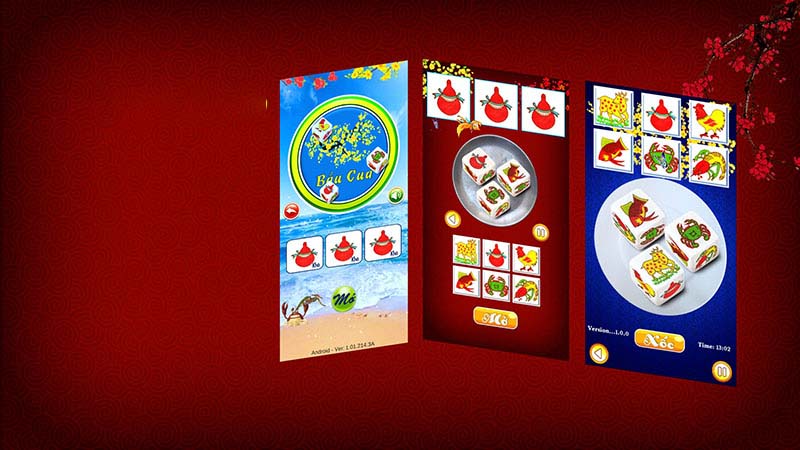 Bầu Cua
Mở
Android - Ver: 1.01.214.3A
Mở
Version...1.0.0
Xốc
Time: 13:02